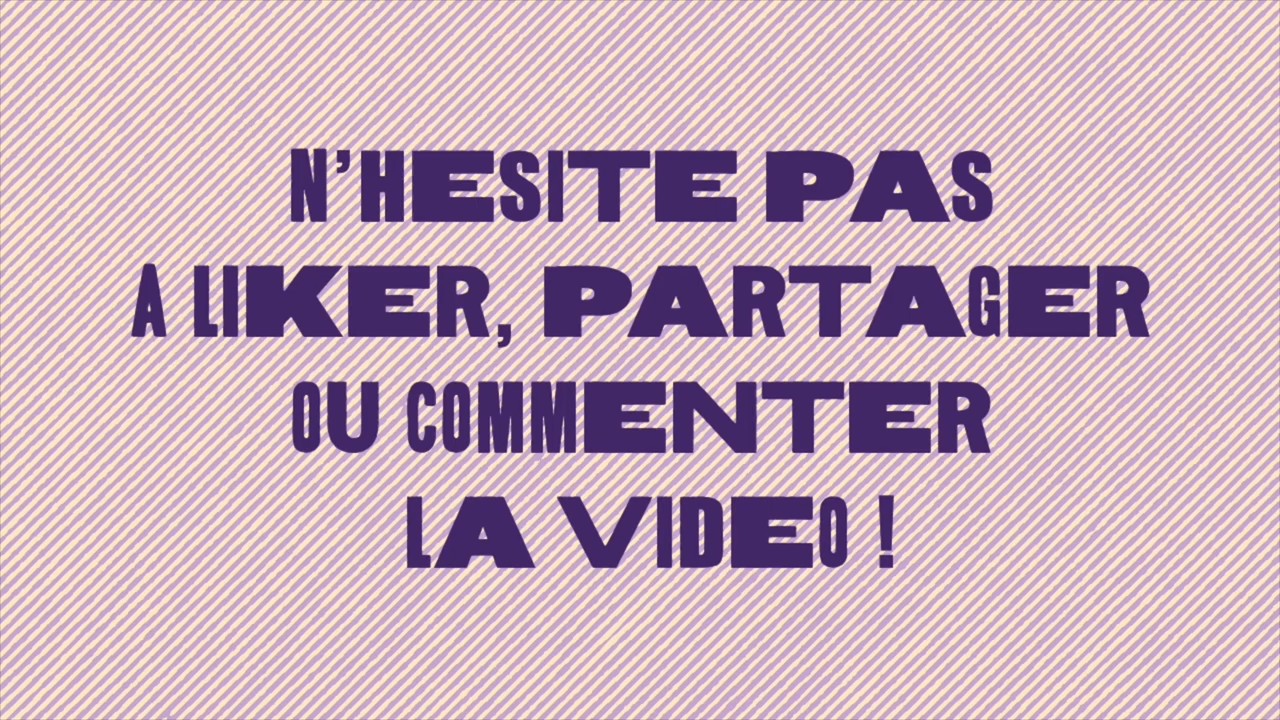 N'HESITE PAS
A LIKER, PARTAGER
OU COMMENTER
LA VIDEO !